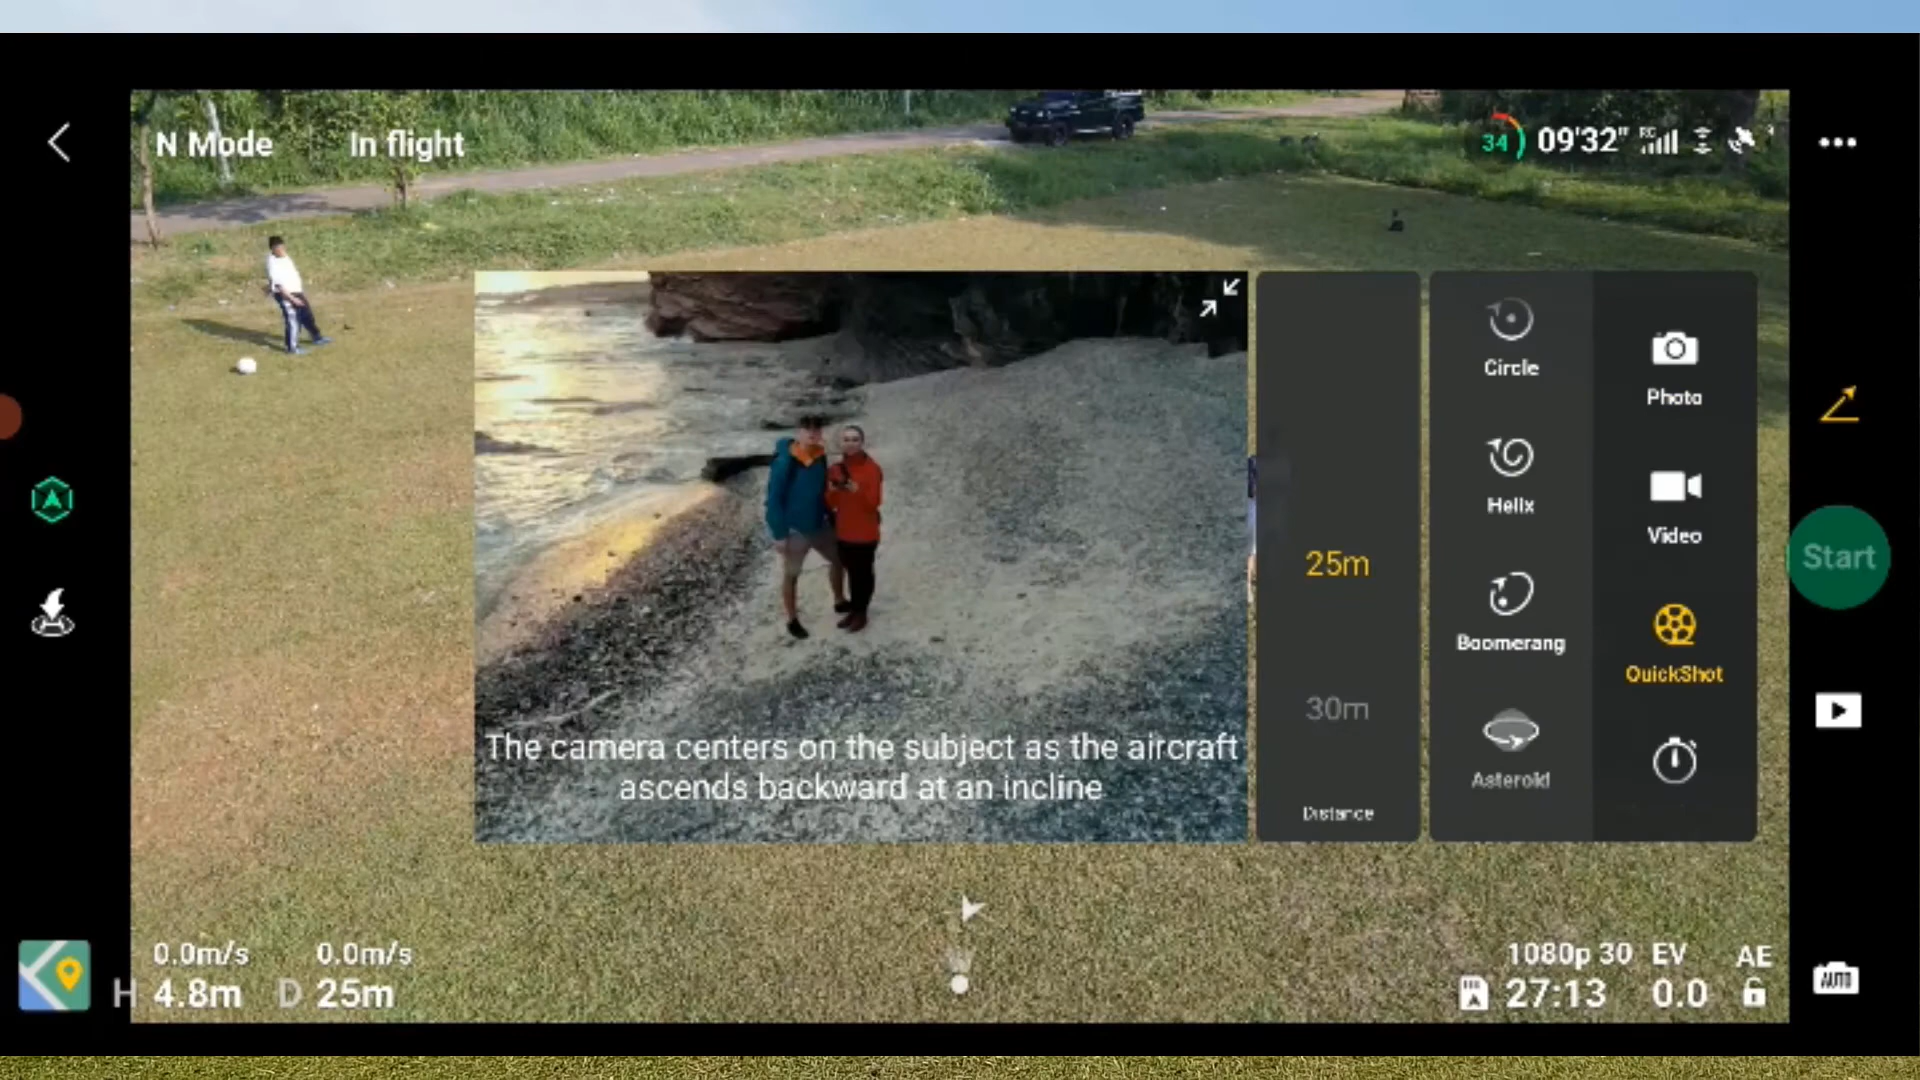 N Mode In flight
34 09'32" RC
Circle
Photo
Helix
Video
25m
Start
Boomerang
QuickShot
30m
The camera centers on the subject as the aircraft
ascends backward at an incline
Asteroid
Distance
0.0m/s 0.0m/s
H 4.8m D 25m
1080p 30 EV AE
27:13 0.0
AUTO